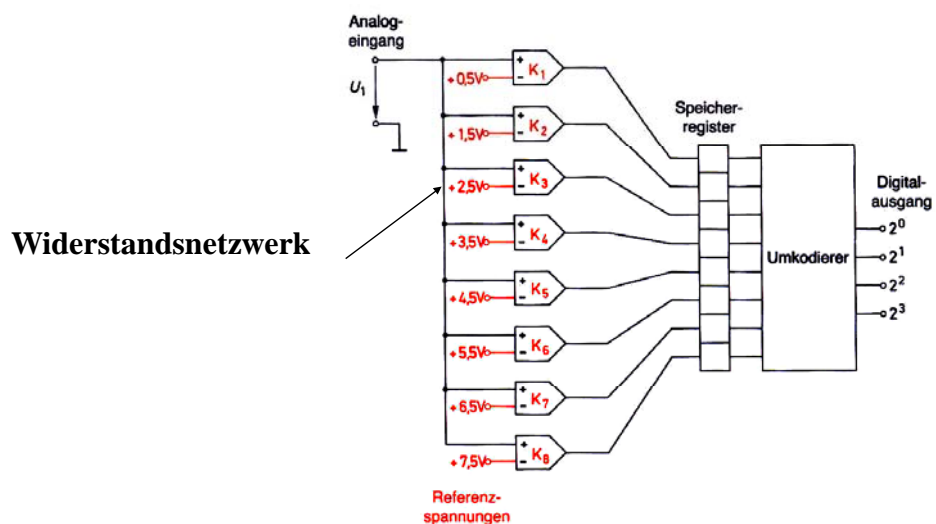 Analog-
eingang
U1
+0,5V
+ - K1
+1,5V
+ - K2
+2,5V
+ - K3
+3,5V
+ - K4
+4,5V
+ - K5
+5,5V
+ - K6
+6,5V
+ - K7
+7,5V
+ - K8
Widerstandsnetzwerk
Referenz-
spannungen
Speicher-
register
Umkodierer
Digital-
ausgang
2⁰
2¹
2²
2³